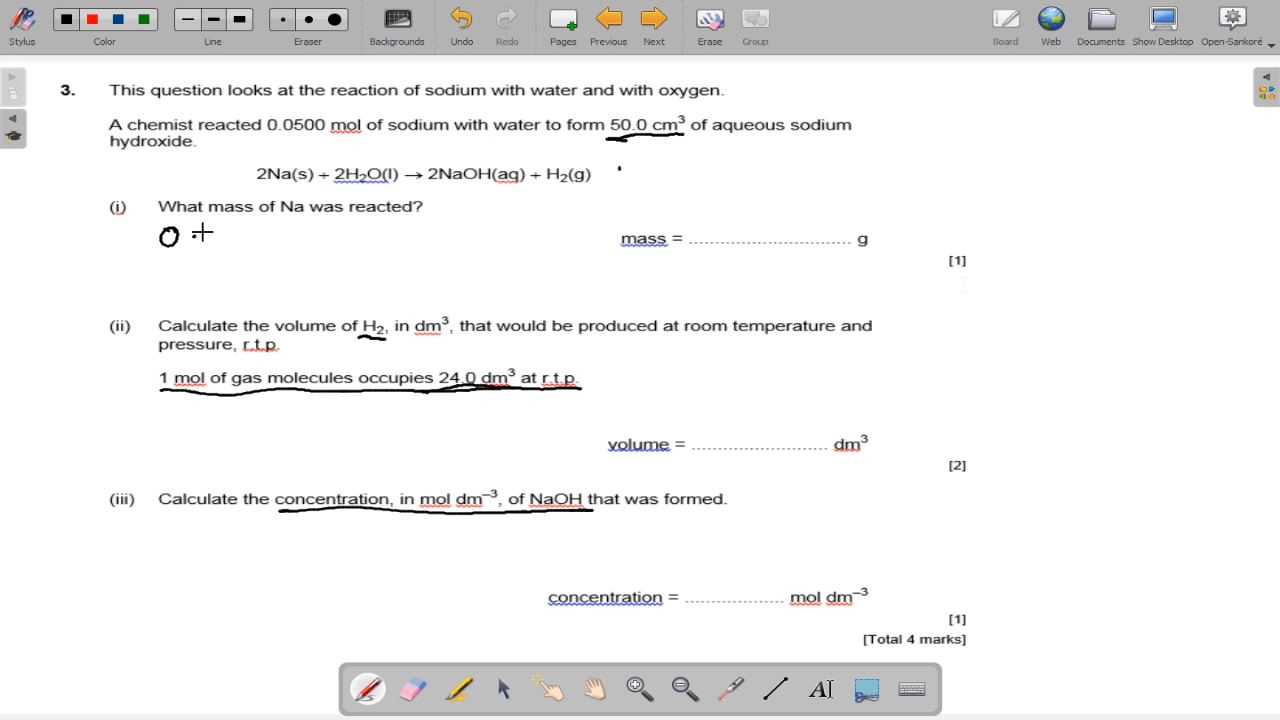 Stylus Color Line Eraser Backgrounds Undo Redo Pages Previous Next Erase Group Board Web Documents Show Desktop Open-Sankoré
3. This question looks at the reaction of sodium with water and with oxygen.
A chemist reacted 0.0500 mol of sodium with water to form 50.0 cm³ of aqueous sodium
hydroxide.
2Na(s) + 2H₂O(l) → 2NaOH(aq) + H₂(g)
(i) What mass of Na was reacted?
0 .
mass = .................................... g
[1]
(ii) Calculate the volume of H₂, in dm³, that would be produced at room temperature and
pressure, r.t.p.
1 mol of gas molecules occupies 24.0 dm³ at r.t.p.
volume = .............................. dm³
[2]
(iii) Calculate the concentration, in mol dm⁻³, of NaOH that was formed.
concentration = ...................... mol dm⁻³
[1]
[Total 4 marks]
AI